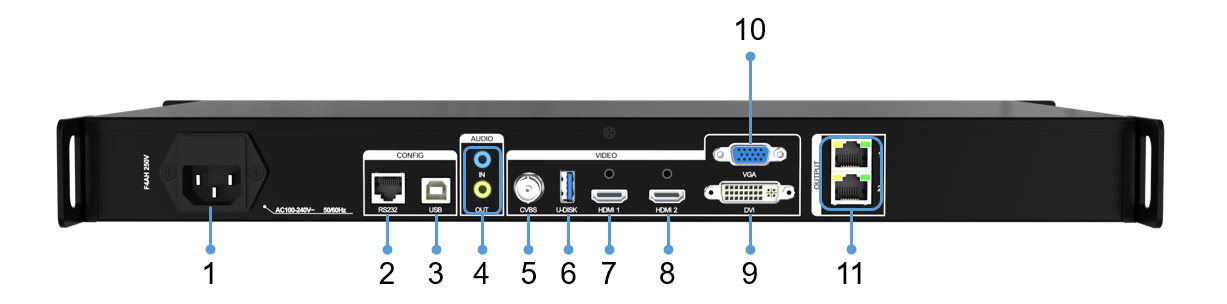 10
AUDIO
CONFIG
VIDEO
IN
VGA
OUTPUT
1
2
F4AH 250V
AC100-240V~ 50/60Hz
RS232
USB
OUT
CVBS
U-DISK
HDMI 1
HDMI 2
DVI
1
2
3
4
5
6
7
8
9
11